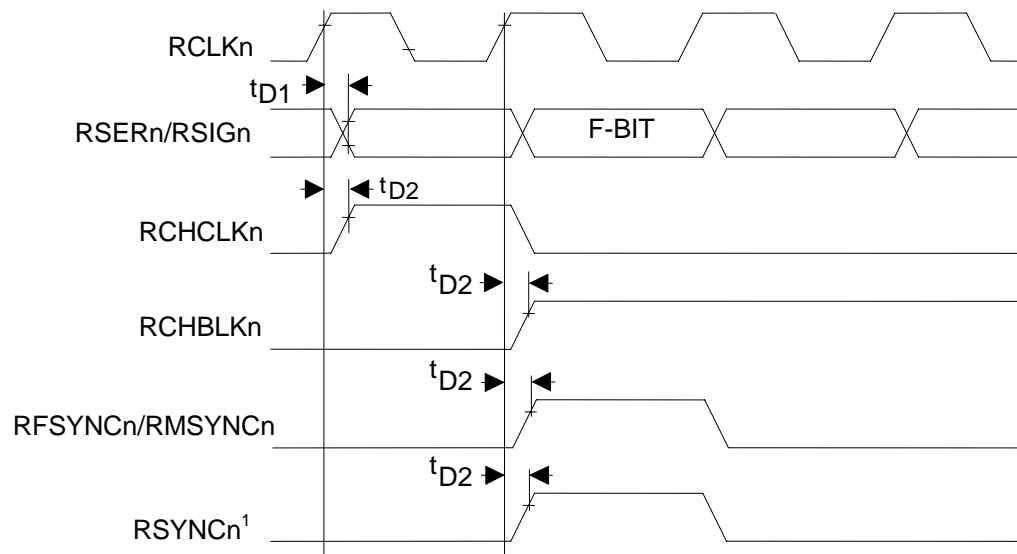 RCLKn
tD1
RSERn/RSIGn
F-BIT
tD2
RCHCLKn
tD2
RCHBLKn
tD2
RFSYNCn/RMSYNCn
tD2
RSYNCn¹